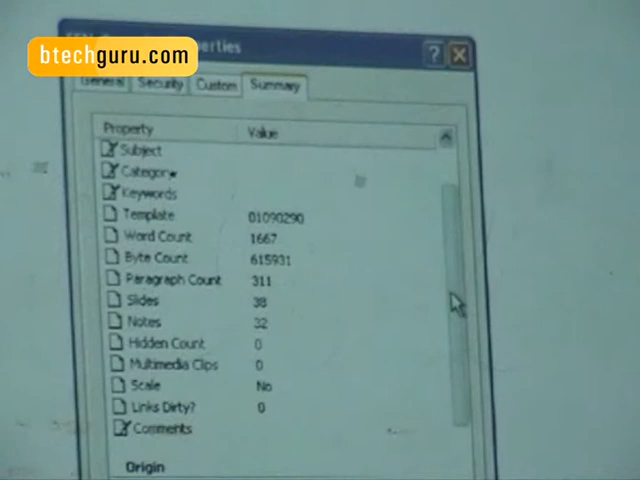 btechguru.com
General Security Custom Summary
Property Value
Subject
Category
Keywords
Template 01090290
Word Count 1667
Byte Count 615931
Paragraph Count 311
Slides 38
Notes 32
Hidden Count 0
Multimedia Clips 0
Scale No
Links Dirty? 0
Comments
Origin